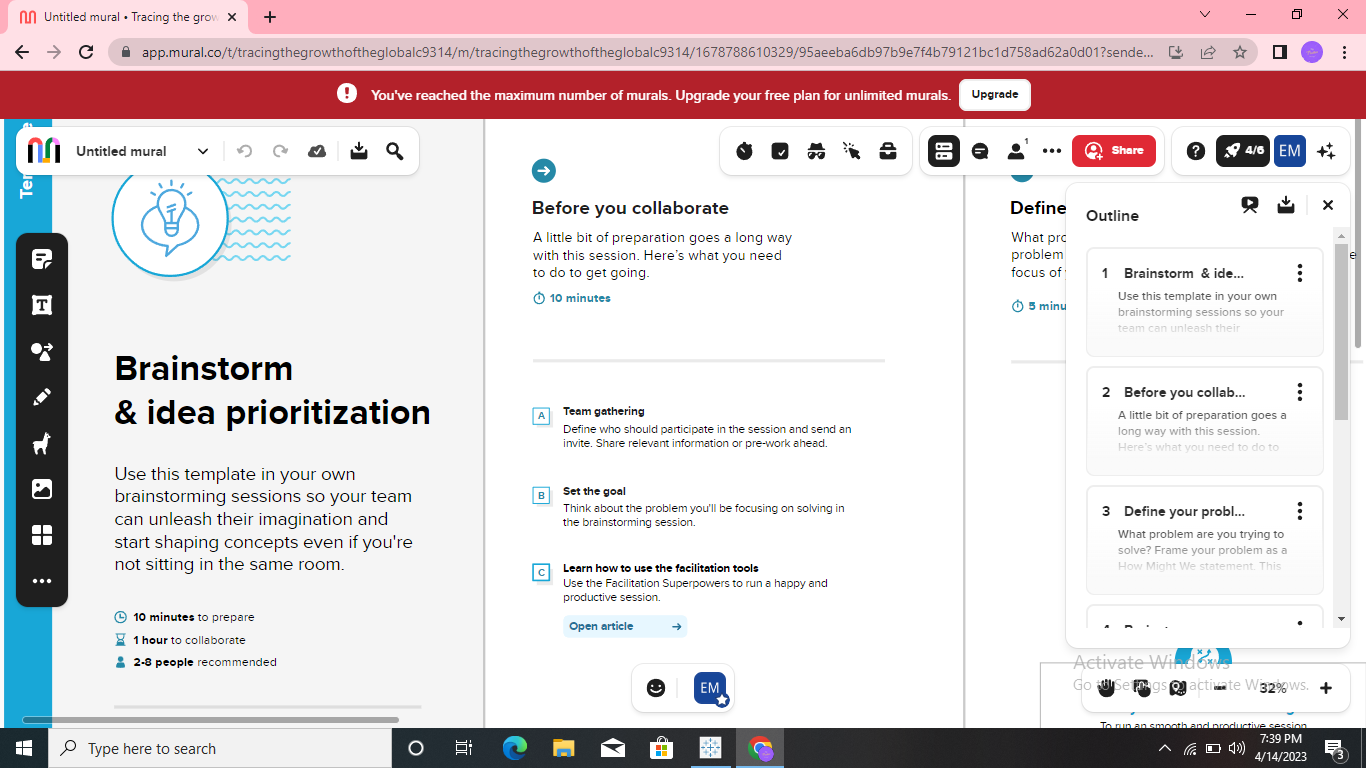 Untitled mural • Tracing the grow
app.mural.co/t/tracingthegrowthoftheglobalc9314/m/tracingthegrowthoftheglobalc9314/1678788610329/95aeeba6db97b9e7f4b79121bc1d758ad62a0d01?sende...
You've reached the maximum number of murals. Upgrade your free plan for unlimited murals.
Upgrade
Untitled mural
1
Share
4/6
EM
Brainstorm
& idea prioritization
Use this template in your own
brainstorming sessions so your team
can unleash their imagination and
start shaping concepts even if you're
not sitting in the same room.
10 minutes to prepare
1 hour to collaborate
2-8 people recommended
Before you collaborate
A little bit of preparation goes a long way
with this session. Here's what you need
to do to get going.
10 minutes
A
Team gathering
Define who should participate in the session and send an
invite. Share relevant information or pre-work ahead.
B
Set the goal
Think about the problem you'll be focusing on solving in
the brainstorming session.
C
Learn how to use the facilitation tools
Use the Facilitation Superpowers to run a happy and
productive session.
Open article
EM
Define
What pro
problem
focus of
5 minu
Outline
1 Brainstorm & ide...
Use this template in your own
brainstorming sessions so your
team can unleash their
2 Before you collab...
A little bit of preparation goes a
long way with this session.
Here's what you need to do to
3 Define your probl...
What problem are you trying to
solve? Frame your problem as a
How Might We statement. This
Activate Windows
Go to Settings to activate Windows.
32%
To run an smooth and productive session
Type here to search
7:39 PM
4/14/2023
3